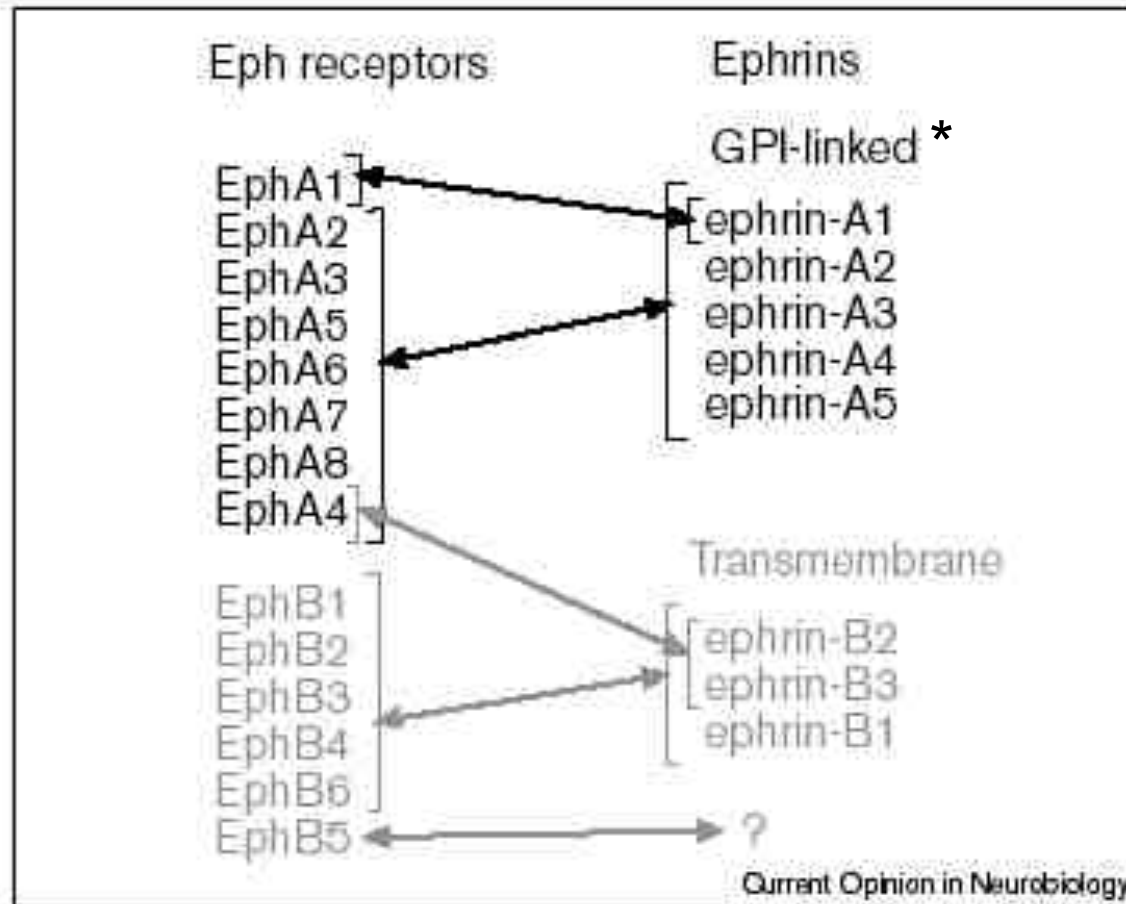 Eph receptors
Ephrins
GPI-linked *
EphA1
EphA2
EphA3
EphA5
EphA6
EphA7
EphA8
EphA4
ephrin-A1
ephrin-A2
ephrin-A3
ephrin-A4
ephrin-A5
EphB1
EphB2
EphB3
EphB4
EphB6
EphB5
Transmembrane
ephrin-B2
ephrin-B3
ephrin-B1
?
Current Opinion in Neurobiology